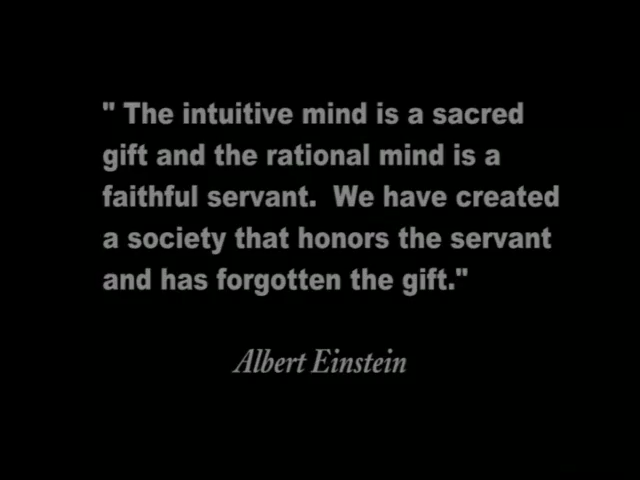 " The intuitive mind is a sacred
gift and the rational mind is a
faithful servant.  We have created
a society that honors the servant
and has forgotten the gift."
Albert Einstein